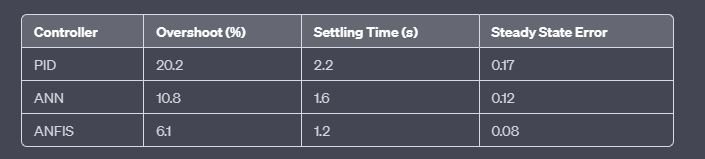 Controller Overshoot (%) Settling Time (s) Steady State Error
PID 20.2 2.2 0.17
ANN 10.8 1.6 0.12
ANFIS 6.1 1.2 0.08